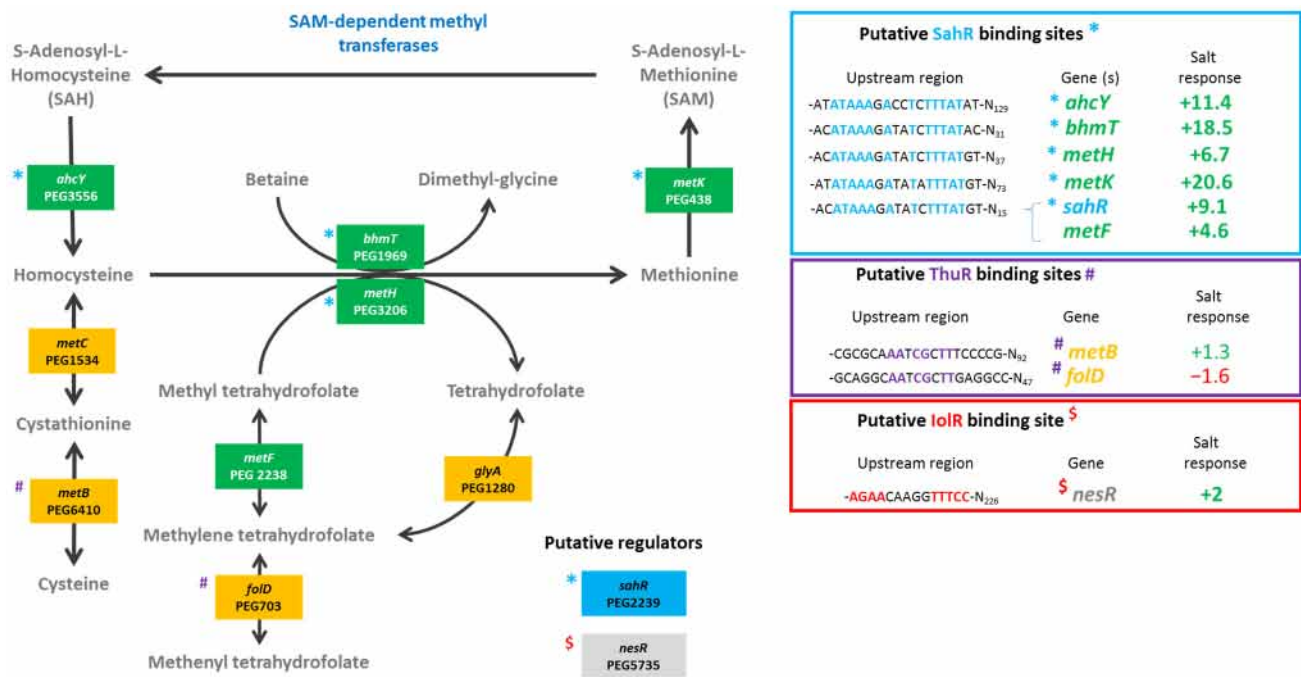 SAM-dependent methyl
transferases
S-Adenosyl-L-
Homocysteine
(SAH)
S-Adenosyl-L-
Methionine
(SAM)
* ahcY
PEG3556
Betaine
Dimethyl-glycine
* metK
PEG438
* bhmT
PEG1969
Homocysteine
Methionine
* metH
PEG3206
metC
PEG1534
Methyl tetrahydrofolate
Tetrahydrofolate
Cystathionine
metF
PEG 2238
glyA
PEG1280
# metB
PEG6410
Methylene tetrahydrofolate
Cysteine
# folD
PEG703
Methenyl tetrahydrofolate
Putative regulators
* sahR
PEG2239
$ nesR
PEG5735
Putative SahR binding sites *
Upstream region Gene (s) Salt
response
-ATATAAAGACCTCTTTATAT-N129 * ahcY +11.4
-ACATAAAGATATCTTTATAC-N31 * bhmT +18.5
-ACATAAAGATATCTTTATGT-N37 * metH +6.7
-ATATAAAGATATATTTATGT-N73 * metK +20.6
-ACATAAAGATATCTTTATGT-N15 * sahR +9.1
metF +4.6
Putative ThuR binding sites #
Upstream region Gene Salt
response
-CGCGCAAATCGCTTTCCCCG-N92 # metB +1.3
-GCAGGCAATCGCTTGAGGCC-N47 # folD −1.6
Putative IolR binding site $
Upstream region Gene Salt
response
-AGAACAAGGTTTCC-N226 $ nesR +2